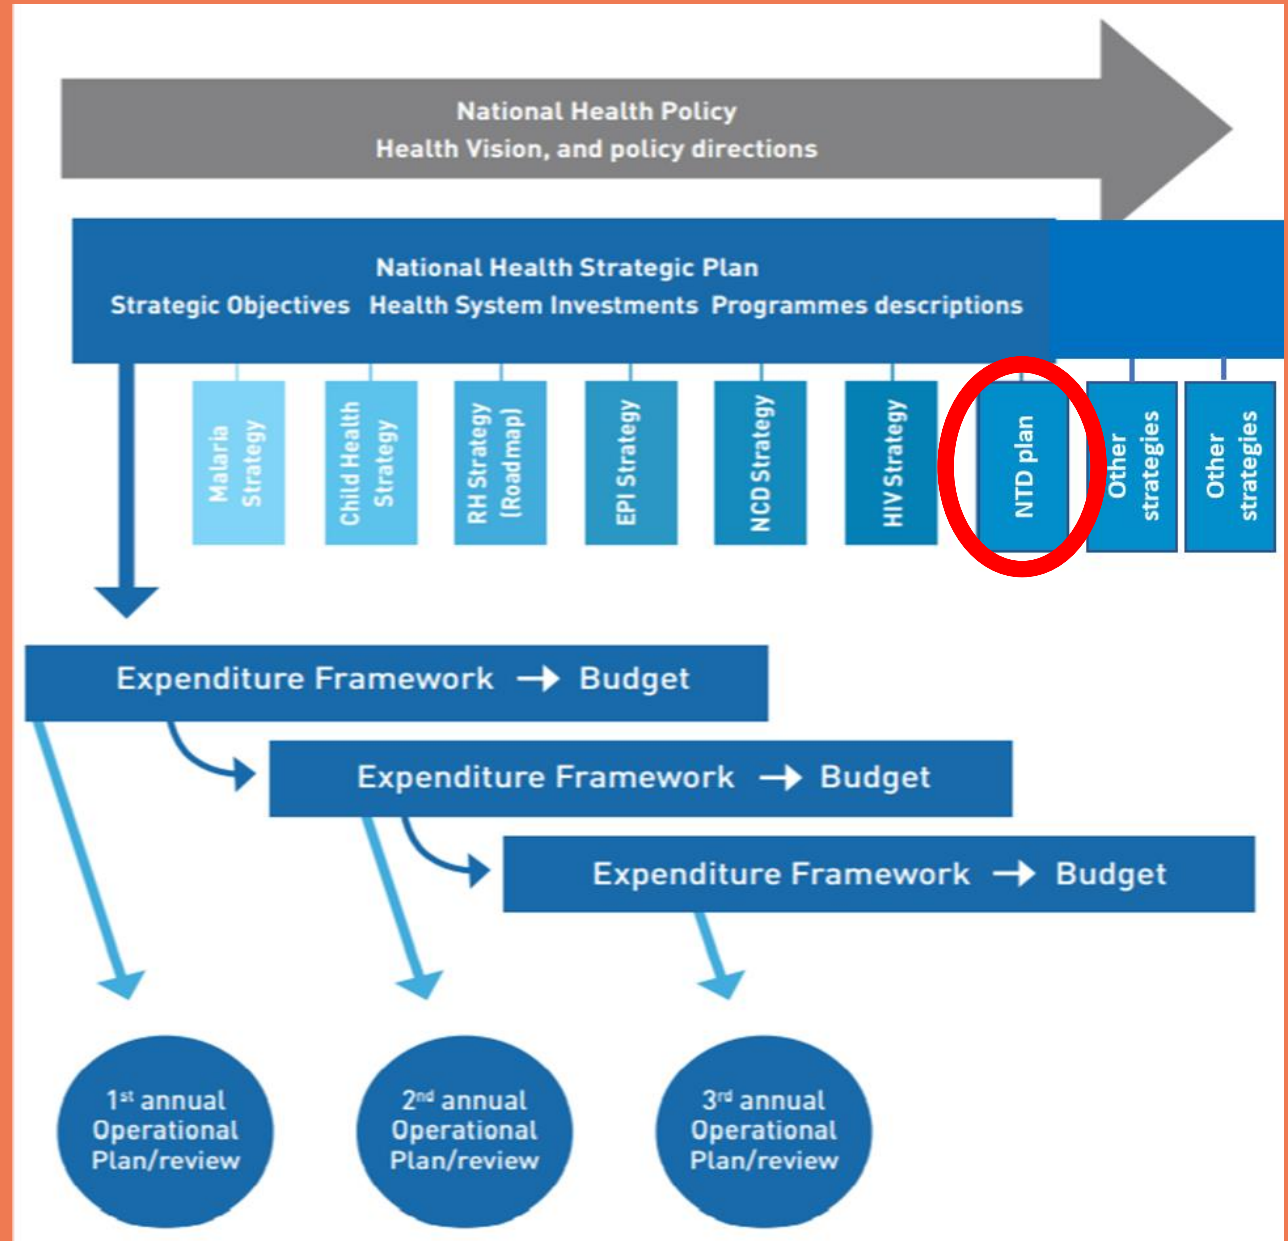 National Health Policy
Health Vision, and policy directions
National Health Strategic Plan
Strategic Objectives Health System Investments Programmes descriptions
Malaria
Strategy
Child Health
Strategy
RH Strategy
(Roadmap)
EPI Strategy
NCD Strategy
HIV Strategy
NTD plan
Other
strategies
Other
strategies
Expenditure Framework → Budget
Expenditure Framework → Budget
Expenditure Framework → Budget
1st annual
Operational
Plan/review
2nd annual
Operational
Plan/review
3rd annual
Operational
Plan/review